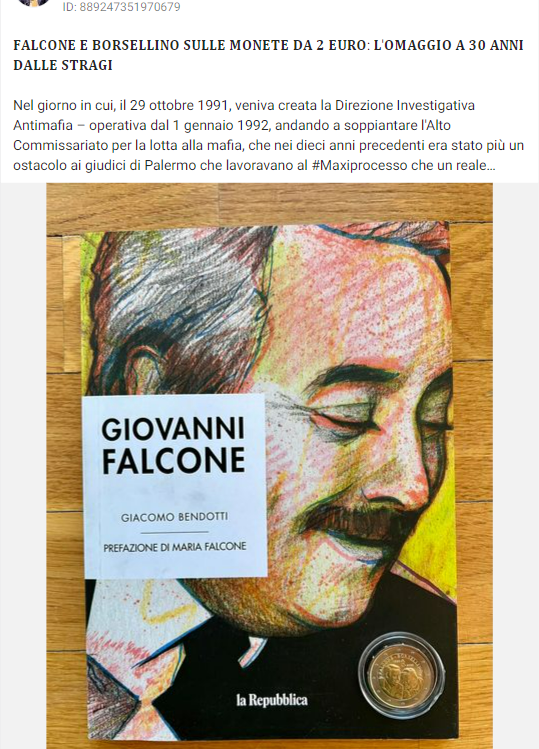 ID: 889247351970679
FALCONE E BORSELLINO SULLE MONETE DA 2 EURO: L'OMAGGIO A 30 ANNI
DALLE STRAGI
Nel giorno in cui, il 29 ottobre 1991, veniva creata la Direzione Investigativa
Antimafia – operativa dal 1 gennaio 1992, andando a soppiantare l'Alto
Commissariato per la lotta alla mafia, che nei dieci anni precedenti era stato più un
ostacolo ai giudici di Palermo che lavoravano al #Maxiprocesso che un reale...
GIOVANNI
FALCONE
GIACOMO BENDOTTI
PREFAZIONE DI MARIA FALCONE
la Repubblica